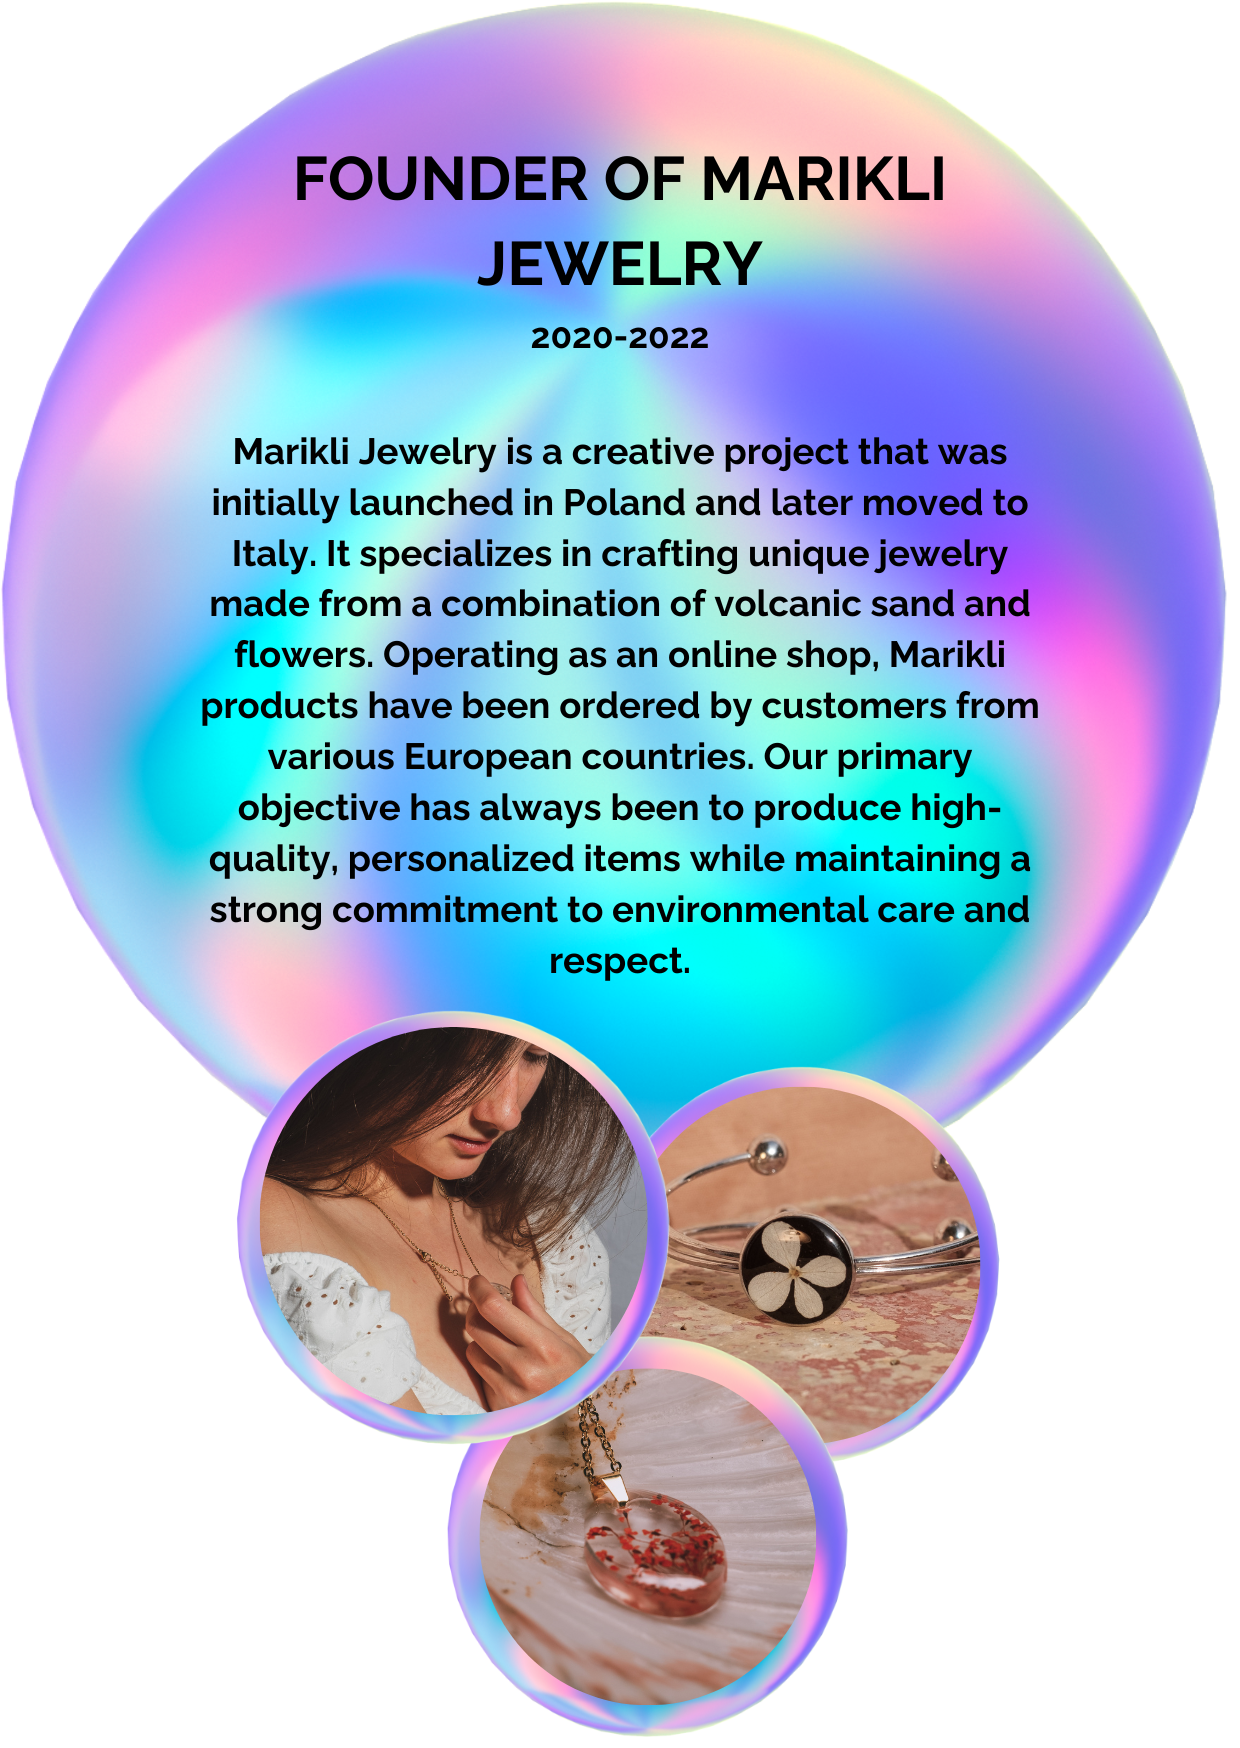 FOUNDER OF MARIKLI
JEWELRY
2020-2022
Marikli Jewelry is a creative project that was
initially launched in Poland and later moved to
Italy. It specializes in crafting unique jewelry
made from a combination of volcanic sand and
flowers. Operating as an online shop, Marikli
products have been ordered by customers from
various European countries. Our primary
objective has always been to produce high-
quality, personalized items while maintaining a
strong commitment to environmental care and
respect.